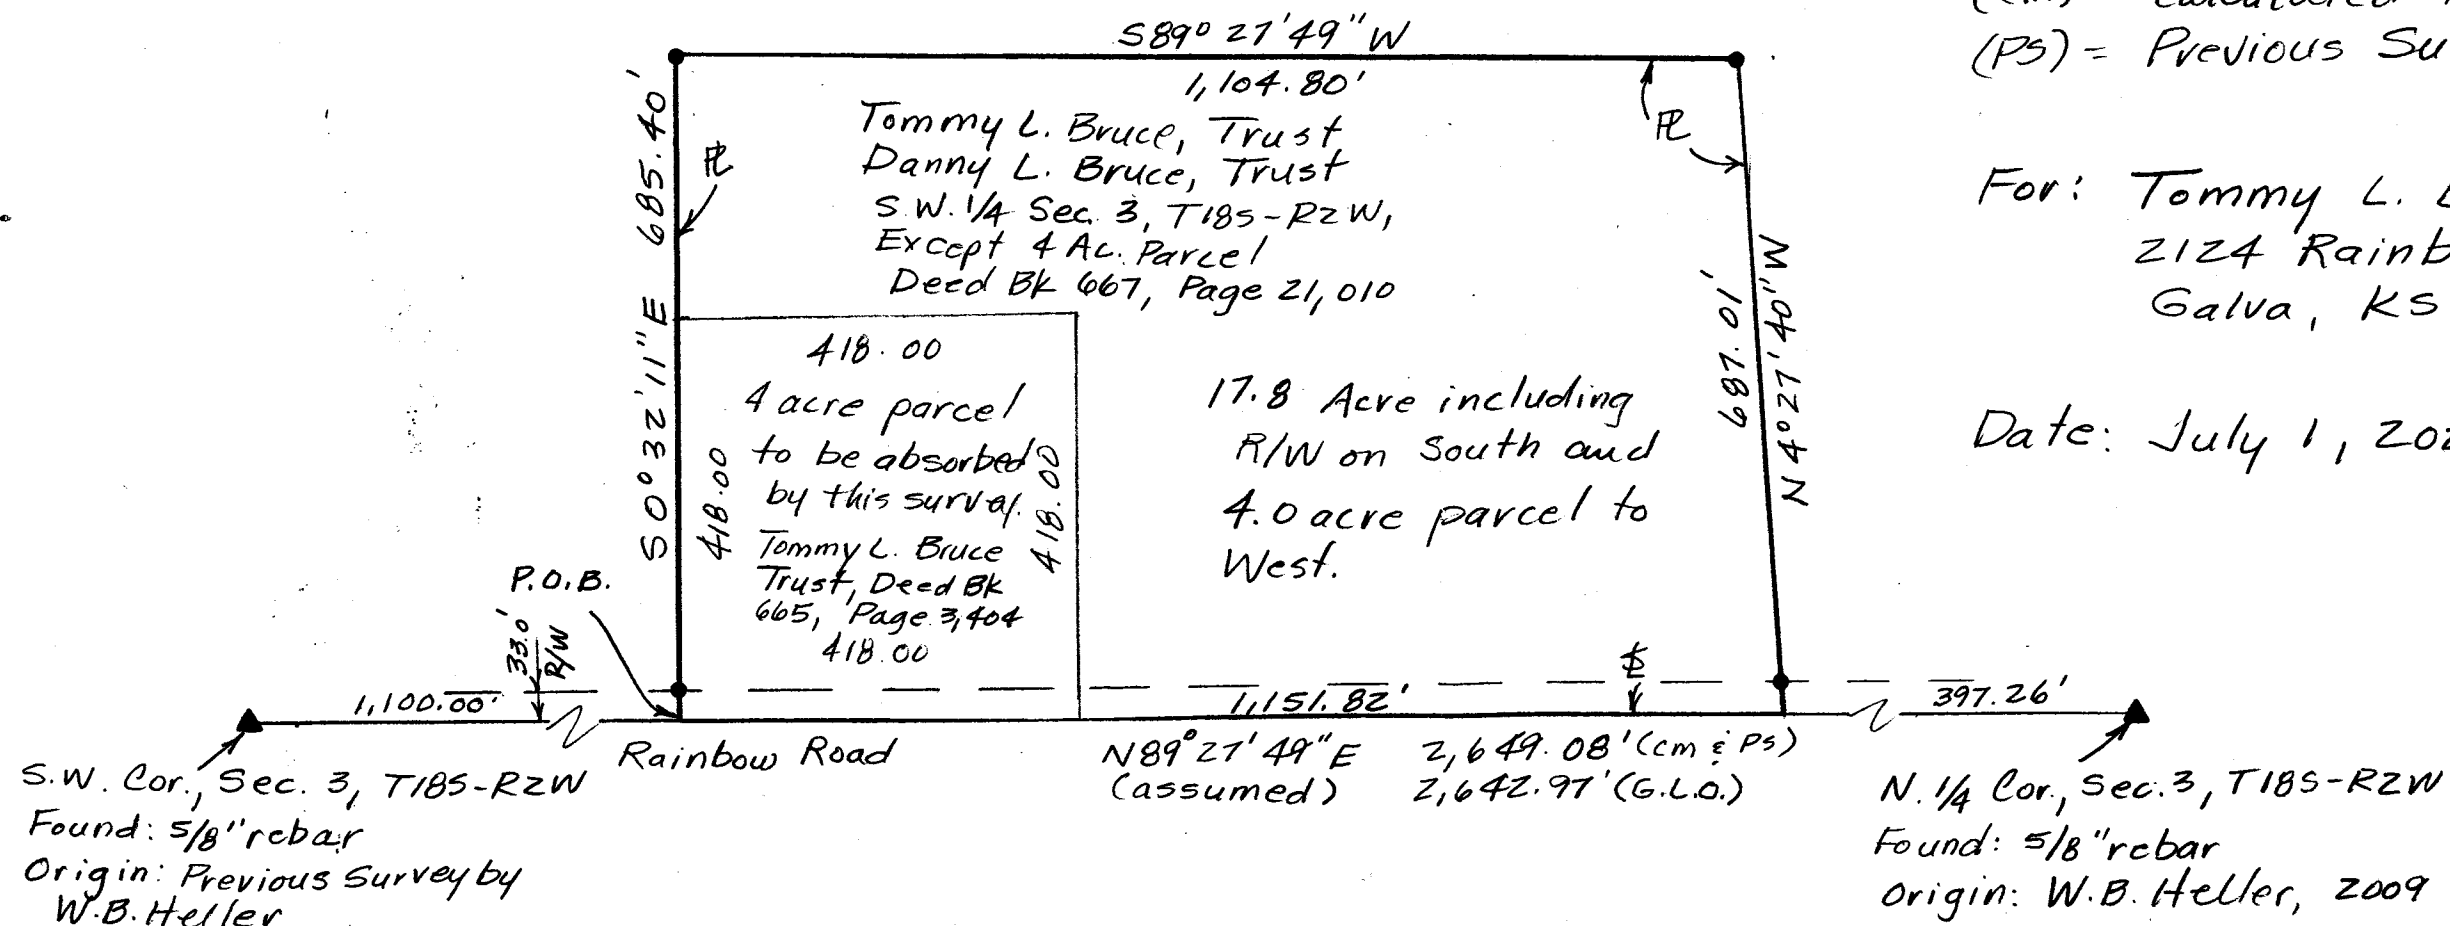 S89° 27' 49" W
1,104.80'
(PS) = Previous
685.40'
S 0° 32' 11" E
PL
PL
Tommy L. Bruce, Trust
Danny L. Bruce, Trust
S.W. 1/4 Sec. 3, T18S-R2W,
Except 4 Ac. Parcel
Deed Bk 667, Page 21,010
For: Tommy L.
2124
Galva, KS
Date: July 1,
687.01'
N 4° 27' 40" W
418.00
4 acre parcel
to be absorbed
by this survey.
Tommy L. Bruce
Trust, Deed Bk
665, Page 3,404
418.00
418.00
418.00
17.8 Acre including
R/W on South and
4.0 acre parcel to
West.
P.O.B.
33.0'
R/W
1,100.00'
1,151.82'
397.26'
Rainbow Road
N89° 27' 49" E 2,649.08' (cm & PS)
(assumed) 2,642.97' (G.L.O.)
S.W. Cor., Sec. 3, T18S-R2W
Found: 5/8" rebar
Origin: Previous Survey by
W.B. Heller
N. 1/4 Cor., Sec. 3, T18S-R2W
Found: 5/8" rebar
Origin: W.B. Heller, 2009